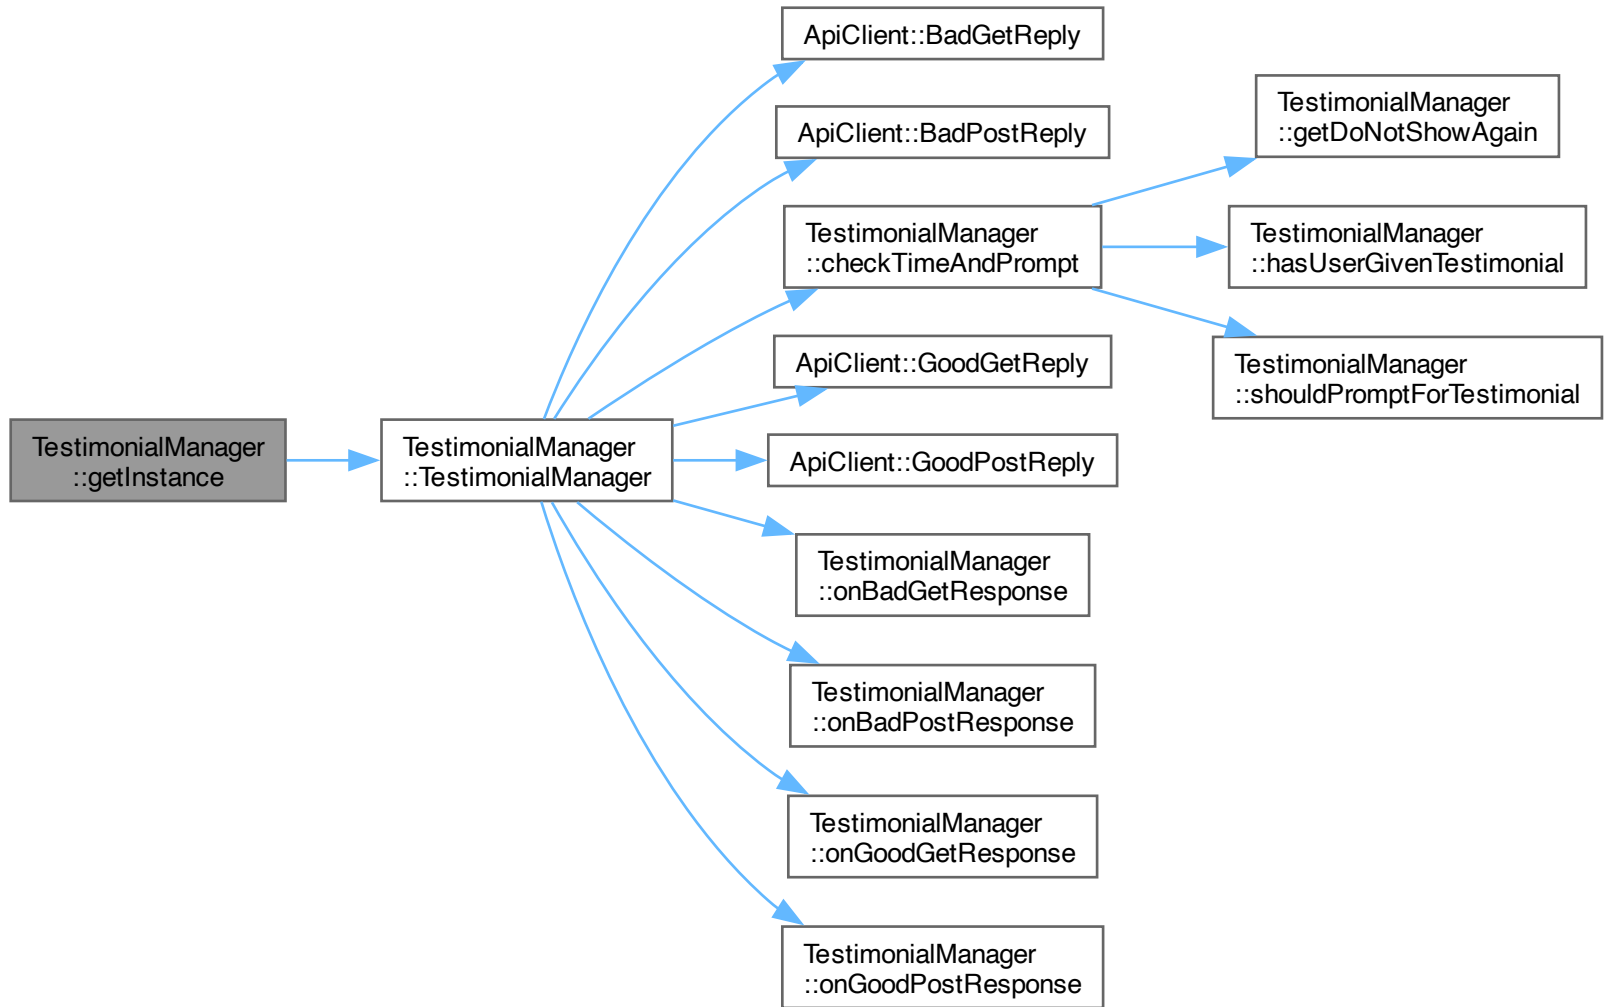 TestimonialManager
::getInstance
TestimonialManager
::TestimonialManager
ApiClient::BadGetReply
ApiClient::BadPostReply
TestimonialManager
::checkTimeAndPrompt
ApiClient::GoodGetReply
ApiClient::GoodPostReply
TestimonialManager
::onBadGetResponse
TestimonialManager
::onBadPostResponse
TestimonialManager
::onGoodGetResponse
TestimonialManager
::onGoodPostResponse
TestimonialManager
::getDoNotShowAgain
TestimonialManager
::hasUserGivenTestimonial
TestimonialManager
::shouldPromptForTestimonial